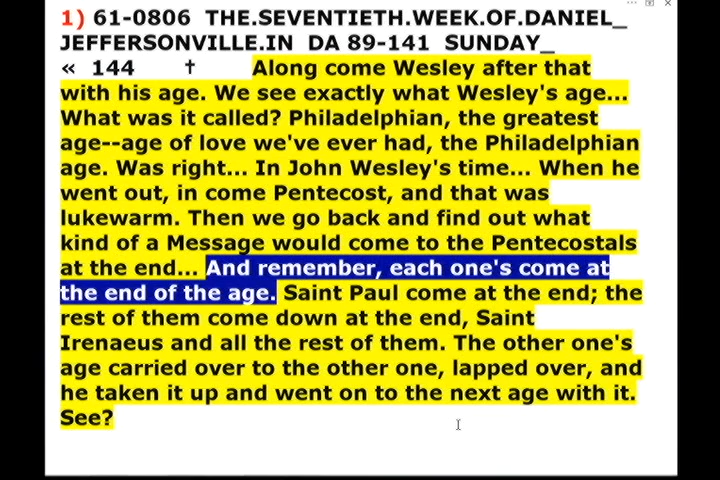 1) 61-0806 THE.SEVENTIETH.WEEK.OF.DANIEL_
JEFFERSONVILLE.IN DA 89-141 SUNDAY_
« 144 † Along come Wesley after that
with his age. We see exactly what Wesley's age...
What was it called? Philadelphian, the greatest
age--age of love we've ever had, the Philadelphian
age. Was right... In John Wesley's time... When he
went out, in come Pentecost, and that was
lukewarm. Then we go back and find out what
kind of a Message would come to the Pentecostals
at the end... And remember, each one's come at
the end of the age. Saint Paul come at the end; the
rest of them come down at the end, Saint
Irenaeus and all the rest of them. The other one's
age carried over to the other one, lapped over, and
he taken it up and went on to the next age with it.
See?